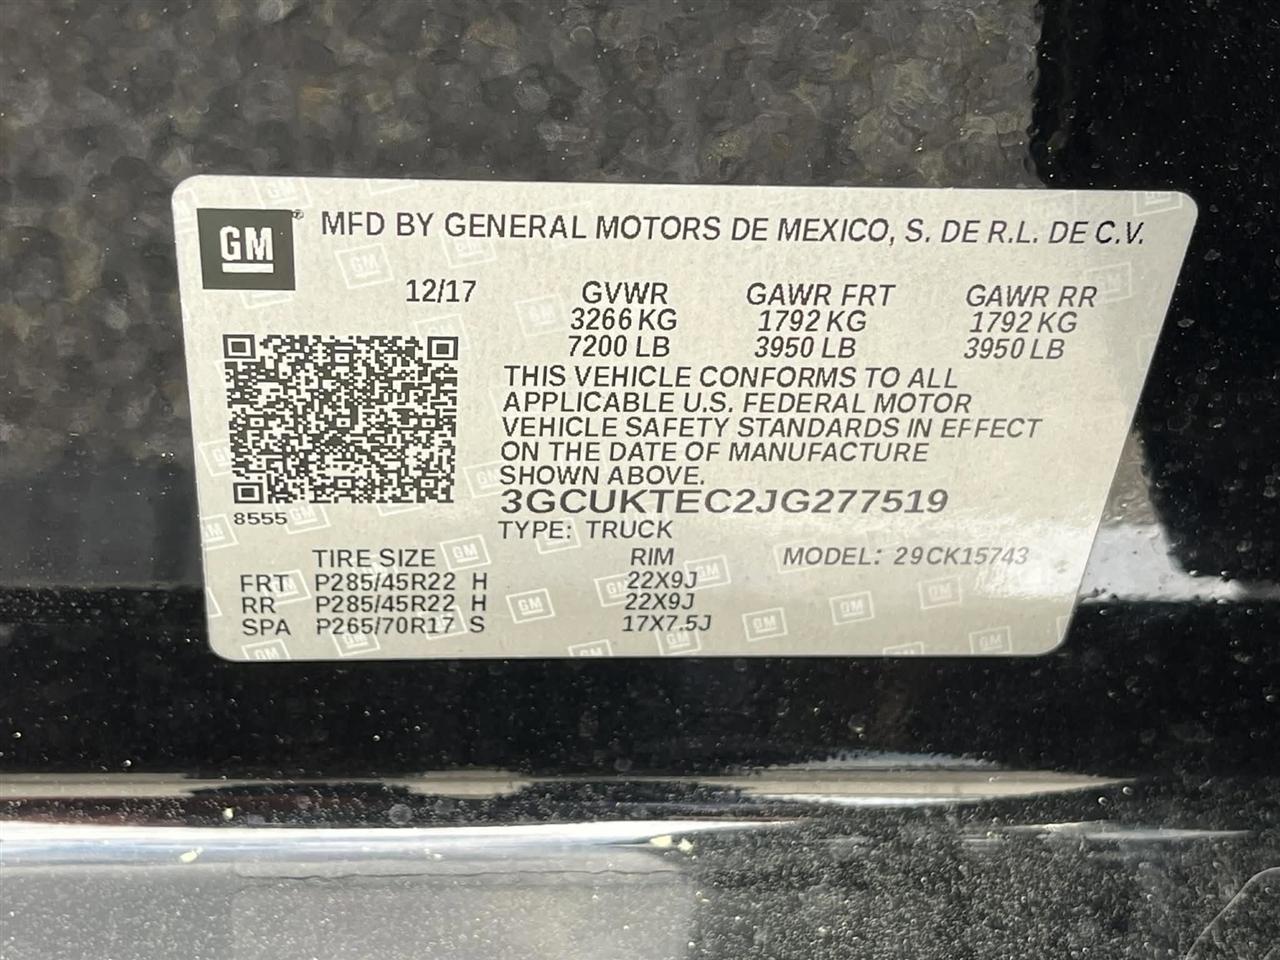 GM® MFD BY GENERAL MOTORS DE MEXICO, S. DE R.L. DE C.V.
12/17 GVWR GAWR FRT GAWR RR
3266 KG 1792 KG 1792 KG
7200 LB 3950 LB 3950 LB
THIS VEHICLE CONFORMS TO ALL
APPLICABLE U.S. FEDERAL MOTOR
VEHICLE SAFETY STANDARDS IN EFFECT
ON THE DATE OF MANUFACTURE
SHOWN ABOVE.
3GCUKTEC2JG277519
8555
TYPE: TRUCK
TIRE SIZE RIM MODEL: 29CK15743
FRT P285/45R22 H 22X9J
RR P285/45R22 H 22X9J
SPA P265/70R17 S 17X7.5J